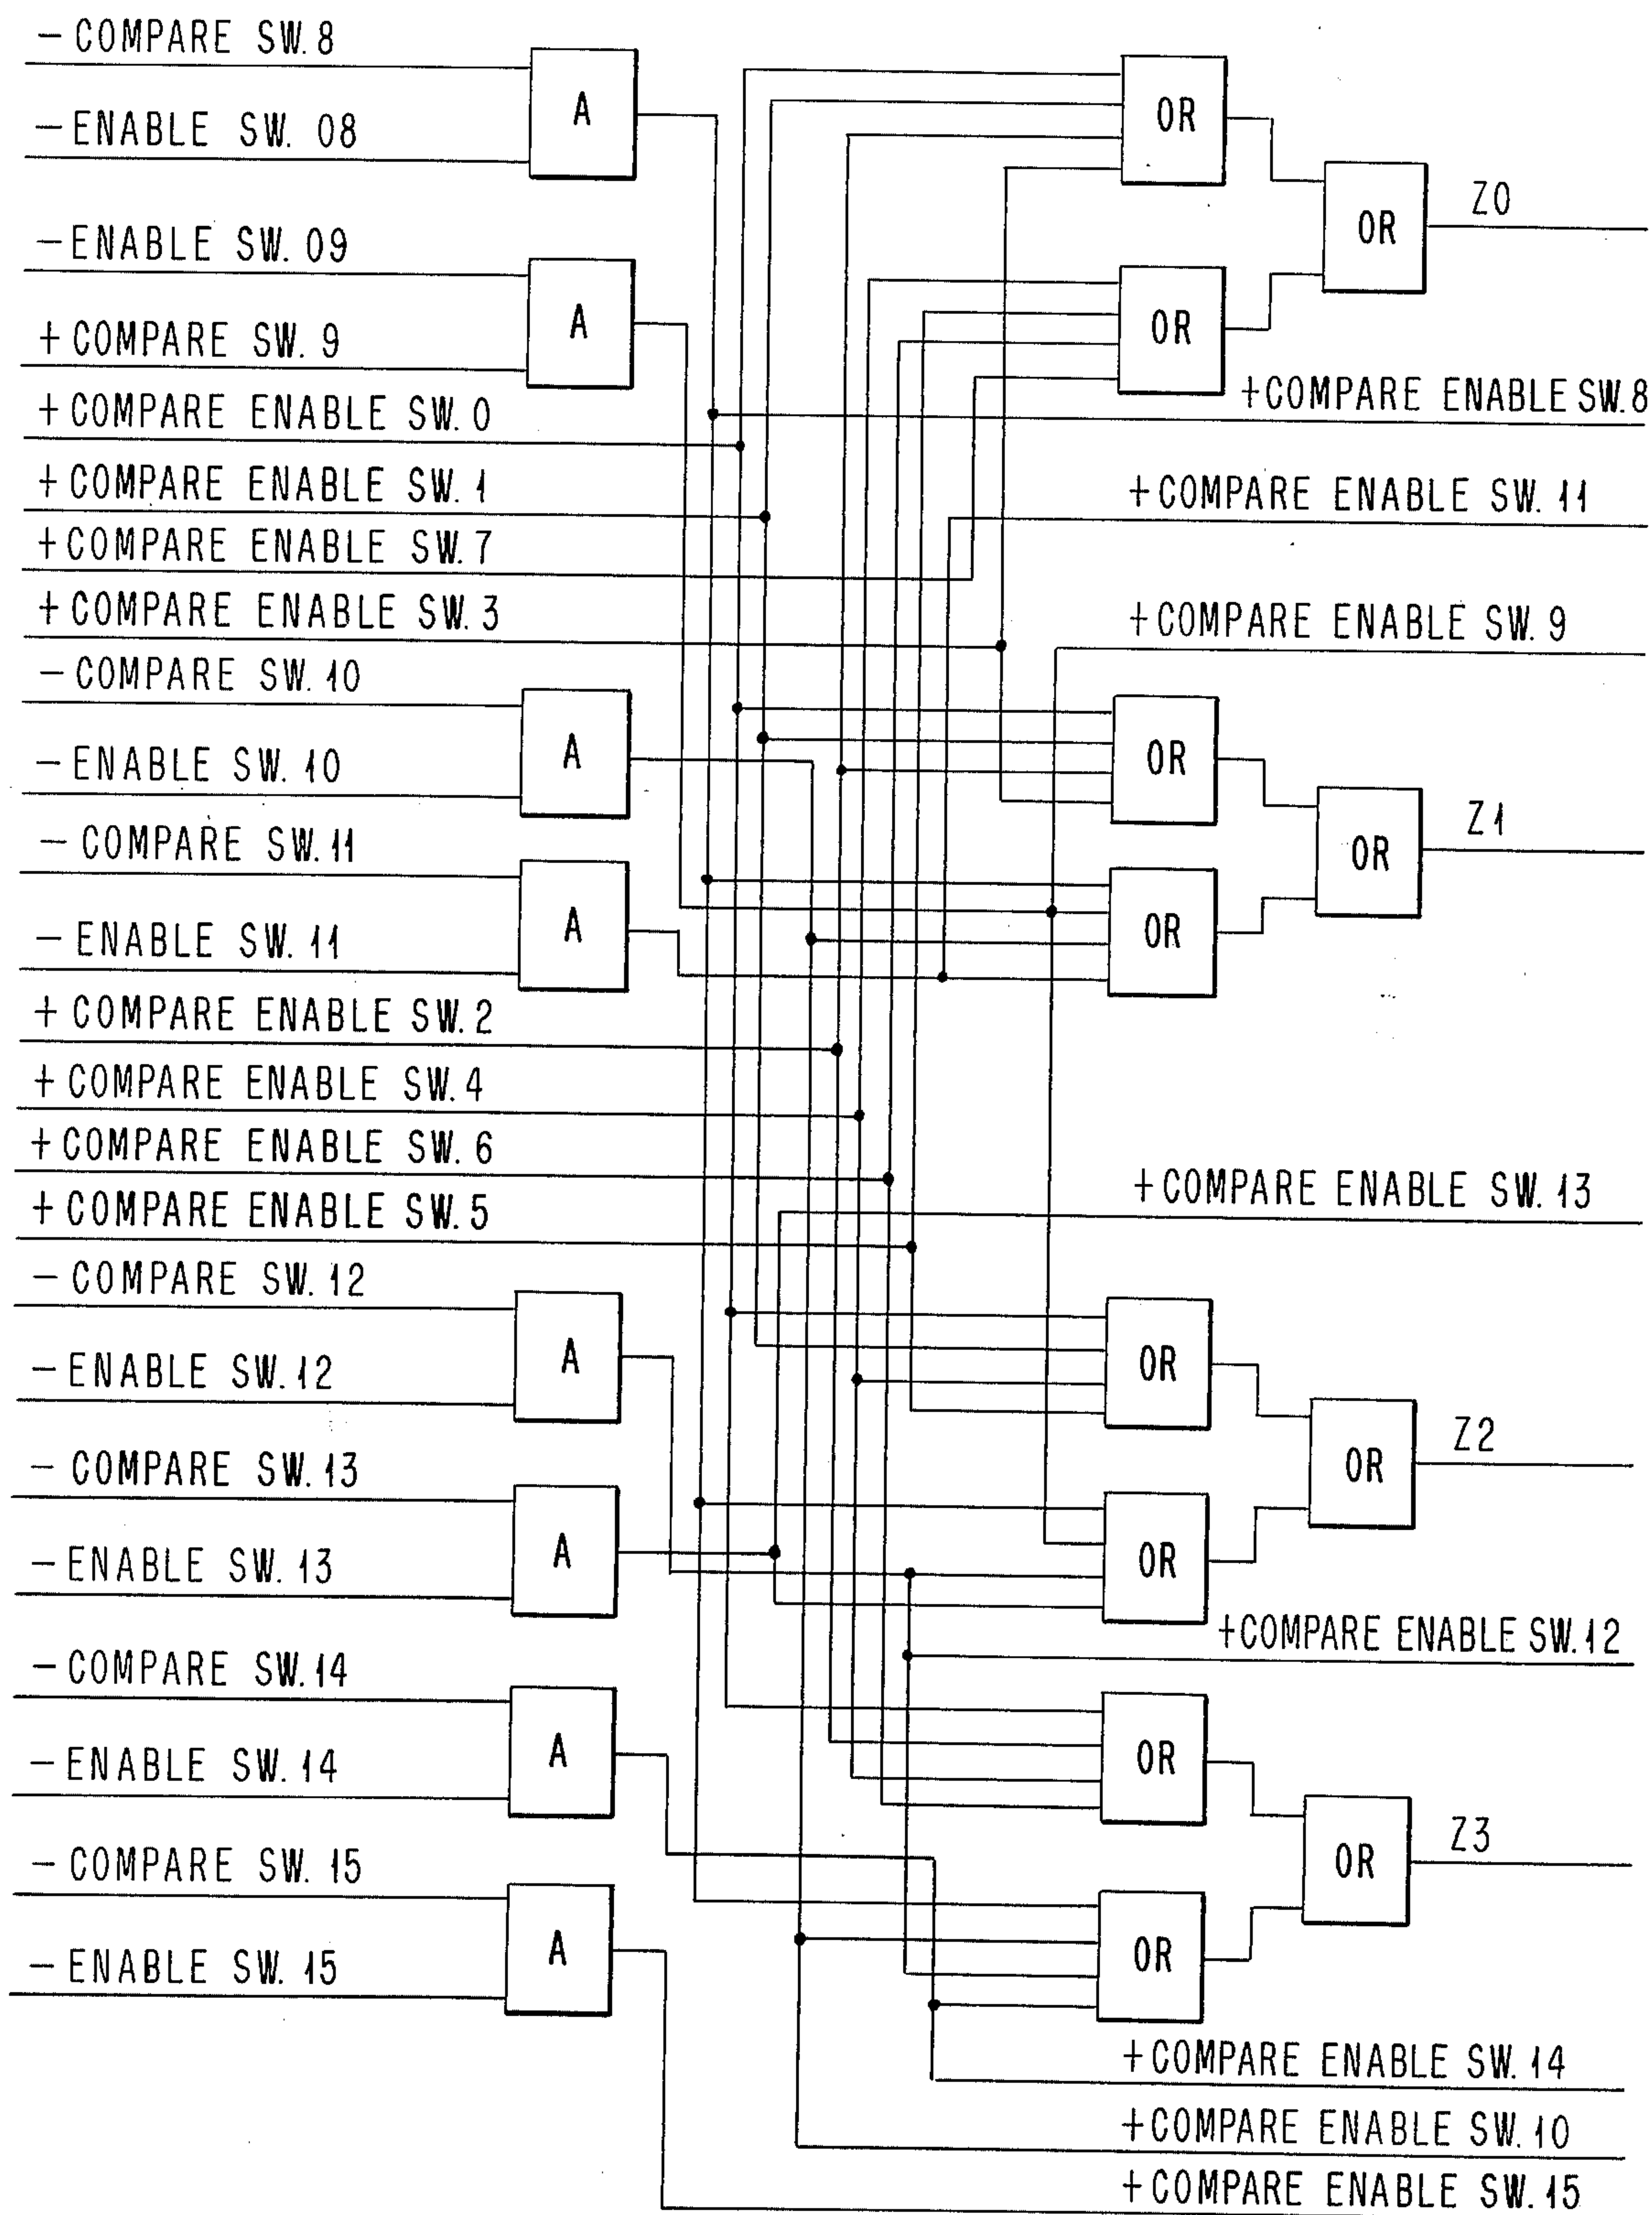 − COMPARE SW. 8
A
OR
− ENABLE SW. 08
Z0
OR
− ENABLE SW. 09
A
OR
+ COMPARE SW. 9
+ COMPARE ENABLE SW. 8
+ COMPARE ENABLE SW. 0
+ COMPARE ENABLE SW. 1
+ COMPARE ENABLE SW. 11
+ COMPARE ENABLE SW. 7
+ COMPARE ENABLE SW. 3
+ COMPARE ENABLE SW. 9
− COMPARE SW. 10
A
OR
− ENABLE SW. 10
Z1
OR
− COMPARE SW. 11
A
OR
− ENABLE SW. 11
+ COMPARE ENABLE SW. 2
+ COMPARE ENABLE SW. 4
+ COMPARE ENABLE SW. 6
+ COMPARE ENABLE SW. 13
+ COMPARE ENABLE SW. 5
− COMPARE SW. 12
A
OR
− ENABLE SW. 12
Z2
OR
− COMPARE SW. 13
A
OR
− ENABLE SW. 13
+ COMPARE ENABLE SW. 12
− COMPARE SW. 14
A
OR
− ENABLE SW. 14
Z3
OR
− COMPARE SW. 15
A
OR
− ENABLE SW. 15
+ COMPARE ENABLE SW. 14
+ COMPARE ENABLE SW. 10
+ COMPARE ENABLE SW. 15